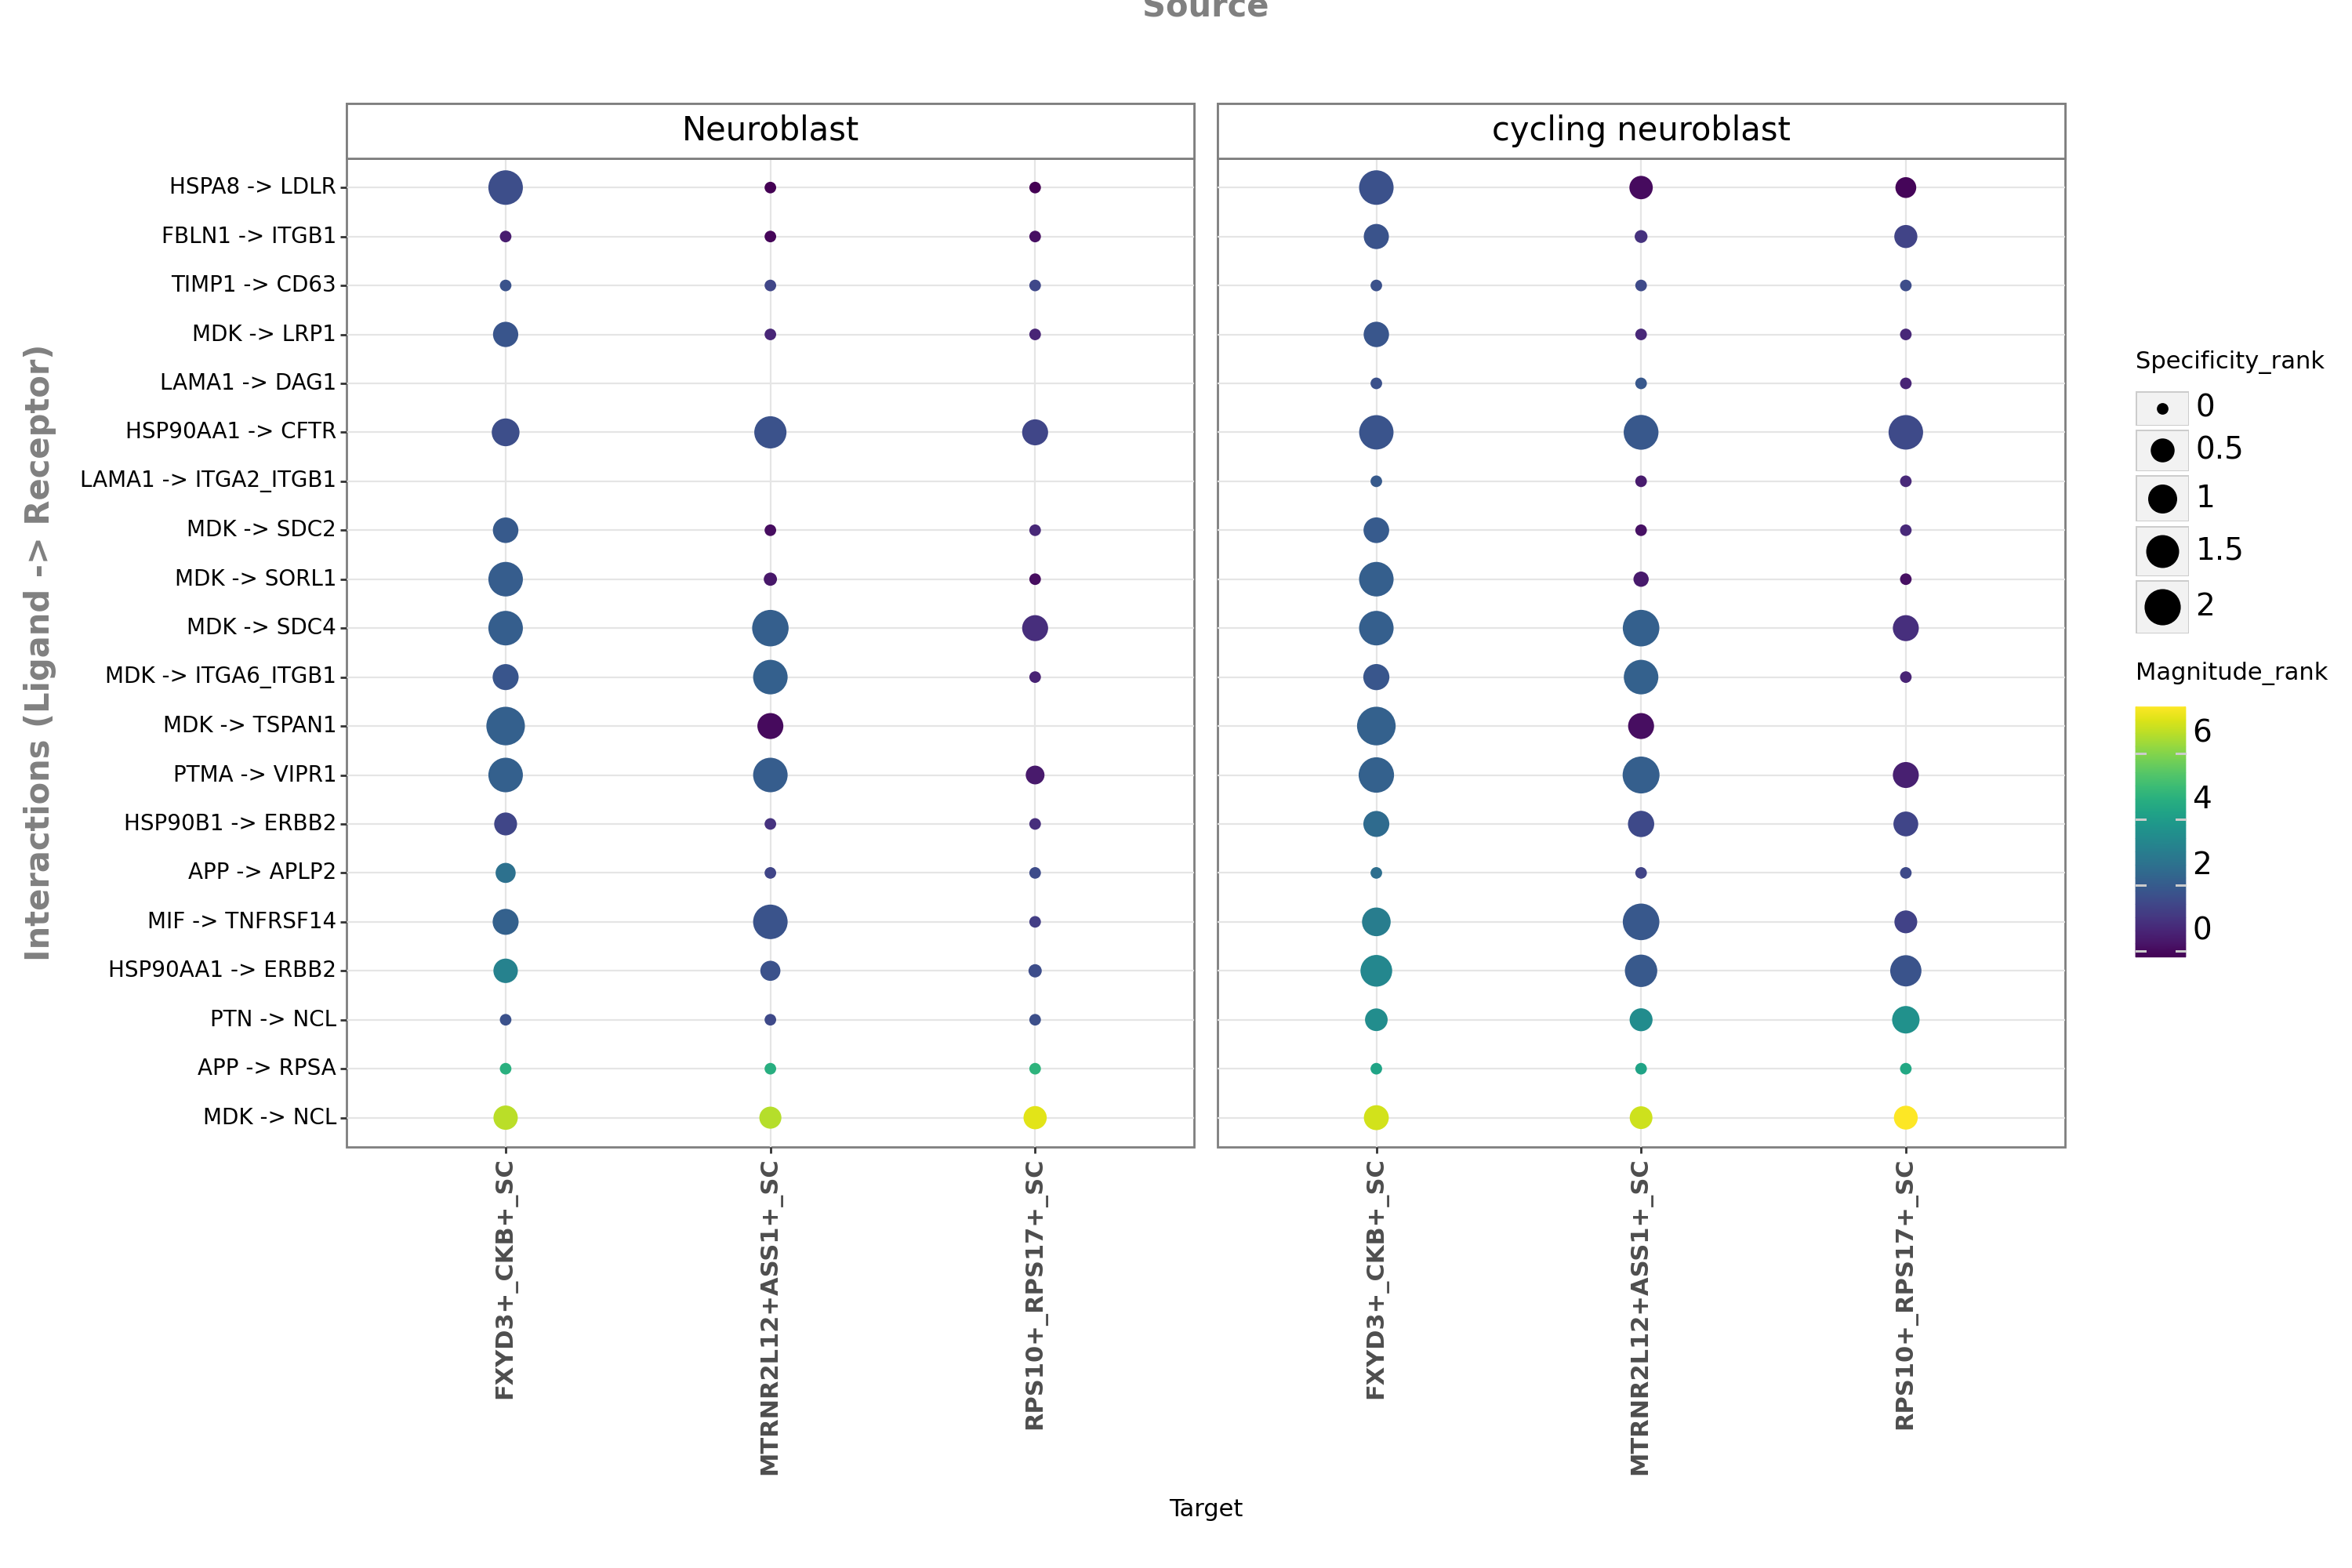 Source
Neuroblast
cycling neuroblast
Interactions (Ligand -> Receptor)
HSPA8 -> LDLR
FBLN1 -> ITGB1
TIMP1 -> CD63
MDK -> LRP1
LAMA1 -> DAG1
HSP90AA1 -> CFTR
LAMA1 -> ITGA2_ITGB1
MDK -> SDC2
MDK -> SORL1
MDK -> SDC4
MDK -> ITGA6_ITGB1
MDK -> TSPAN1
PTMA -> VIPR1
HSP90B1 -> ERBB2
APP -> APLP2
MIF -> TNFRSF14
HSP90AA1 -> ERBB2
PTN -> NCL
APP -> RPSA
MDK -> NCL
FXYD3+_CKB+_SC
MTRNR2L12+ASS1+_SC
RPS10+_RPS17+_SC
FXYD3+_CKB+_SC
MTRNR2L12+ASS1+_SC
RPS10+_RPS17+_SC
Target
Specificity_rank
0
0.5
1
1.5
2
Magnitude_rank
6
4
2
0